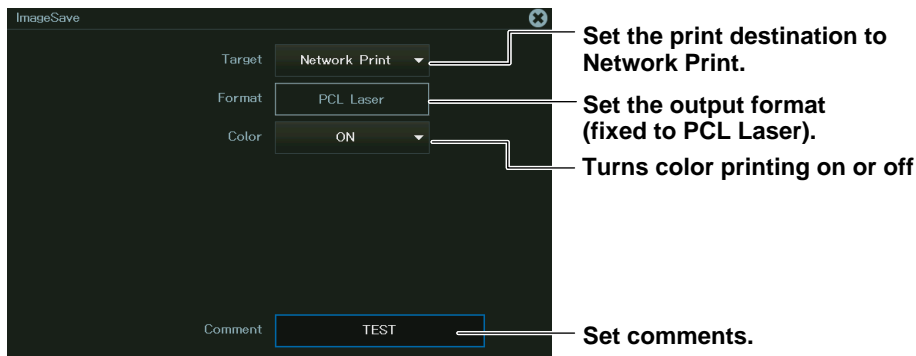 ImageSave
Target
Network Print
Set the print destination to
Network Print.
Format
PCL Laser
Set the output format
(fixed to PCL Laser).
Color
ON
Turns color printing on or off
Comment
TEST
Set comments.